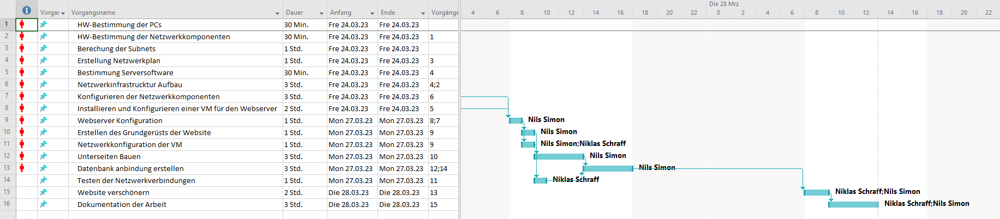 Die 28 Mrz
Vorgar Vorgangsname Dauer Anfang Ende Vorgänge 4 6 8 10 12 14 16 18 20 22 0 2 4 6 8 10 12 14 16 18 20 22
1 HW-Bestimmung der PCs 30 Min. Fre 24.03.23 Fre 24.03.23
2 HW-Bestimmung der Netzwerkkomponenten 30 Min. Fre 24.03.23 Fre 24.03.23 1
3 Berechung der Subnets 1 Std. Fre 24.03.23 Fre 24.03.23
4 Erstellung Netzwerkplan 1 Std. Fre 24.03.23 Fre 24.03.23 3
5 Bestimmung Serversoftware 30 Min. Fre 24.03.23 Fre 24.03.23 4
6 Netzwerkinfrastrucktur Aufbau 3 Std. Fre 24.03.23 Fre 24.03.23 4;2
7 Konfigurieren der Netzwerkkomponenten 3 Std. Fre 24.03.23 Fre 24.03.23 6
8 Installieren und Konfigurieren einer VM für den Webserver 2 Std. Fre 24.03.23 Fre 24.03.23 5
9 Webserver Konfiguration 1 Std. Mon 27.03.23 Mon 27.03.23 8;7 Nils Simon
10 Erstellen des Grundgerüsts der Website 1 Std. Mon 27.03.23 Mon 27.03.23 9 Nils Simon
11 Netzwerkkonfiguration der VM 1 Std. Mon 27.03.23 Mon 27.03.23 9 Nils Simon;Niklas Schraff
12 Unterseiten Bauen 3 Std. Mon 27.03.23 Mon 27.03.23 10 Nils Simon
13 Datenbank anbindung erstellen 3 Std. Mon 27.03.23 Mon 27.03.23 12;14 Nils Simon
14 Testen der Netzwerkverbindungen 1 Std. Mon 27.03.23 Mon 27.03.23 11 Niklas Schraff
15 Website verschönern 2 Std. Die 28.03.23 Die 28.03.23 13 Niklas Schraff;Nils Simon
16 Dokumentation der Arbeit 3 Std. Die 28.03.23 Die 28.03.23 15 Niklas Schraff;Nils Simon